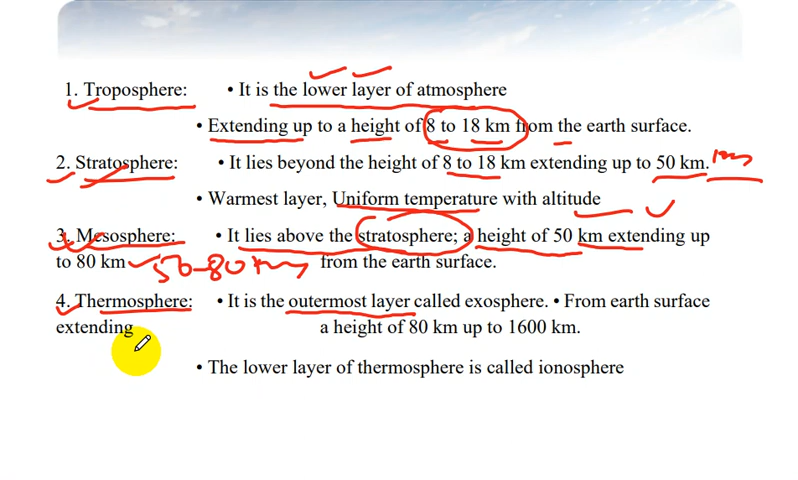 1. Troposphere: • It is the lower layer of atmosphere
• Extending up to a height of 8 to 18 km from the earth surface.
2. Stratosphere: • It lies beyond the height of 8 to 18 km extending up to 50 km.
• Warmest layer, Uniform temperature with altitude
3. Mesosphere: • It lies above the stratosphere; a height of 50 km extending up
to 80 km 50-80 km from the earth surface.
4. Thermosphere: • It is the outermost layer called exosphere. • From earth surface
extending a height of 80 km up to 1600 km.
• The lower layer of thermosphere is called ionosphere